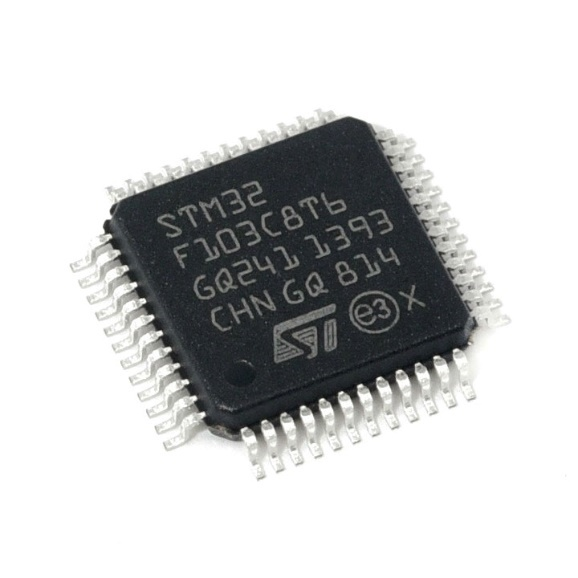 STM32
F103C8T6
GQ241 1393
CHN GQ 814
ST e3 X